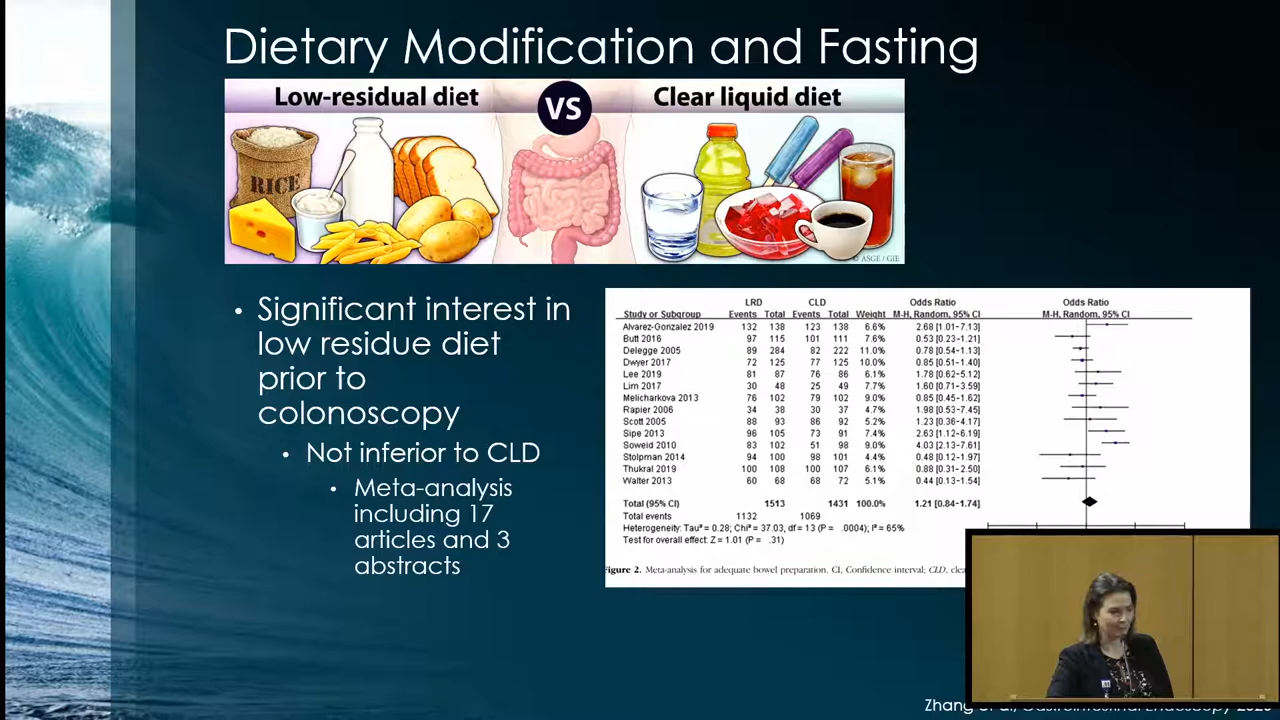 Dietary Modification and Fasting
Low-residual diet
VS
Clear liquid diet
RICE
© ASGE / GIE
• Significant interest in
low residue diet
prior to
colonoscopy
• Not inferior to CLD
• Meta-analysis
including 17
articles and 3
abstracts
LRD CLD Odds Ratio Odds Ratio
Study or Subgroup Events Total Events Total Weight M-H, Random, 95% CI M-H, Random, 95% CI
Alvarez-Gonzalez 2019 132 138 123 138 6.6% 2.68 [1.01-7.13]
Butt 2016 97 115 101 111 7.6% 0.53 [0.23-1.21]
Delegge 2005 89 284 82 222 11.0% 0.78 [0.54-1.13]
Dwyer 2017 72 125 77 125 10.0% 0.85 [0.51-1.40]
Lee 2019 81 87 76 86 6.1% 1.78 [0.62-5.12]
Lim 2017 30 48 25 49 7.7% 1.60 [0.71-3.59]
Melicharkova 2013 76 102 79 102 9.0% 0.85 [0.45-1.62]
Rapier 2006 34 38 30 37 4.7% 1.98 [0.53-7.45]
Scott 2005 88 93 86 92 5.3% 1.23 [0.36-4.17]
Sipe 2013 96 105 73 91 7.4% 2.63 [1.12-6.19]
Soweid 2010 83 102 51 98 8.7% 4.03 [2.13-7.61]
Stolpman 2014 94 100 98 101 4.4% 0.48 [0.12-1.97]
Thukral 2019 100 108 100 107 6.1% 0.88 [0.31-2.50]
Walter 2013 60 68 68 72 5.1% 0.44 [0.13-1.54]
Total (95% CI) 1513 1431 100.0% 1.21 [0.84-1.74]
Total events 1132 1069
Heterogeneity: Tau² = 0.28; Chi² = 37.03, df = 13 (P = .0004); I² = 65%
Test for overall effect: Z = 1.01 (P = .31)
Figure 2. Meta-analysis for adequate bowel preparation. CI, Confidence interval; CLD,
Zhang